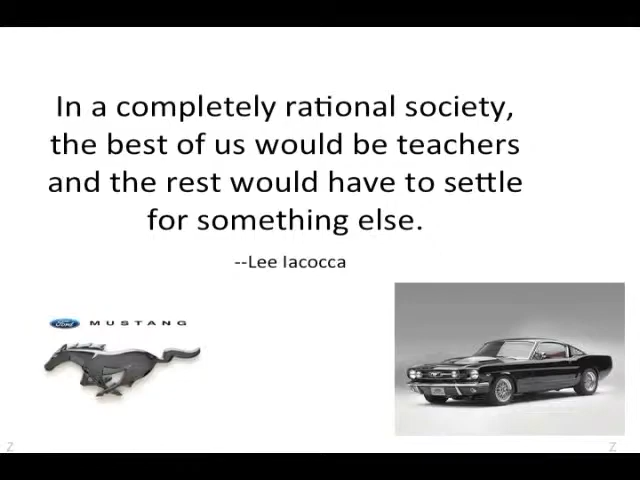 In a completely rational society,
the best of us would be teachers
and the rest would have to settle
for something else.
--Lee Iacocca
Ford MUSTANG
Z Z